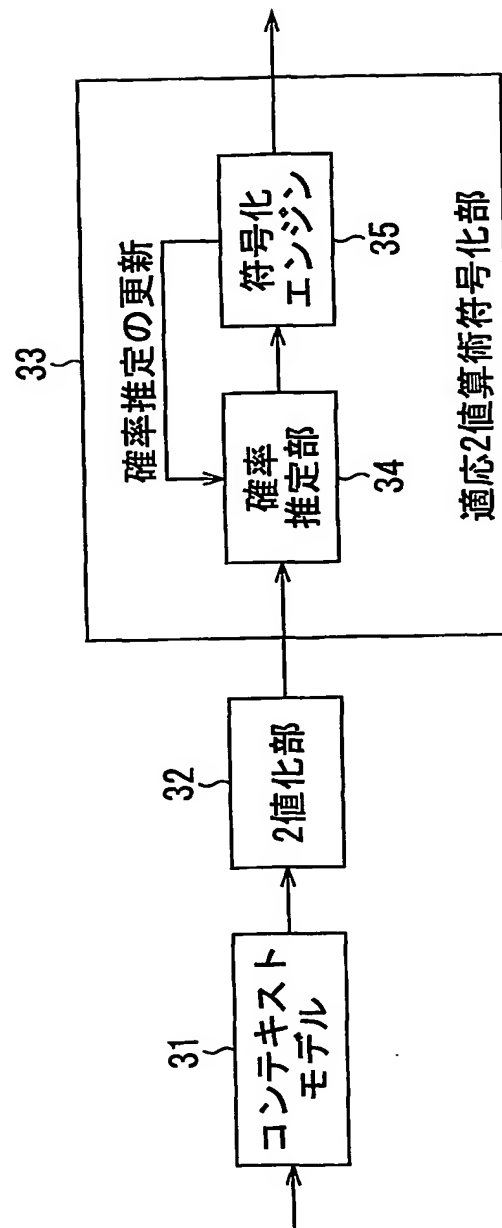 33
確率推定の更新
符号化
エンジン
35
確率
推定部
34
適応2値算術符号化部
32
2値化部
31
コンテキスト
モデル